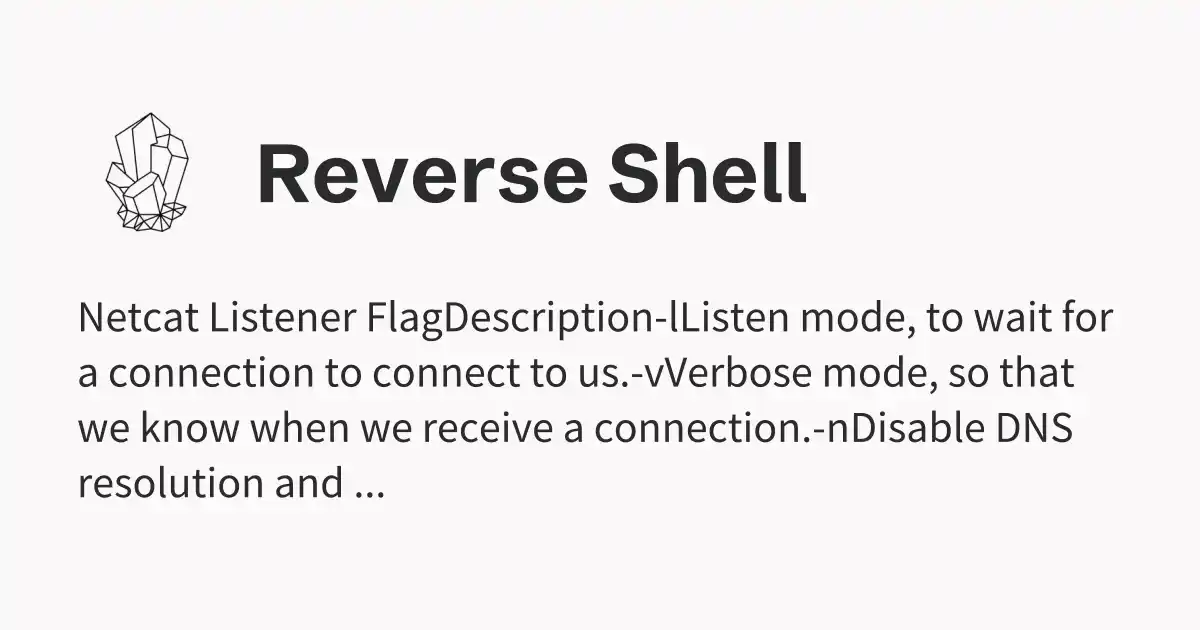 Reverse Shell
Netcat Listener FlagDescription-lListen mode, to wait for
a connection to connect to us.-vVerbose mode, so that
we know when we receive a connection.-nDisable DNS
resolution and ...